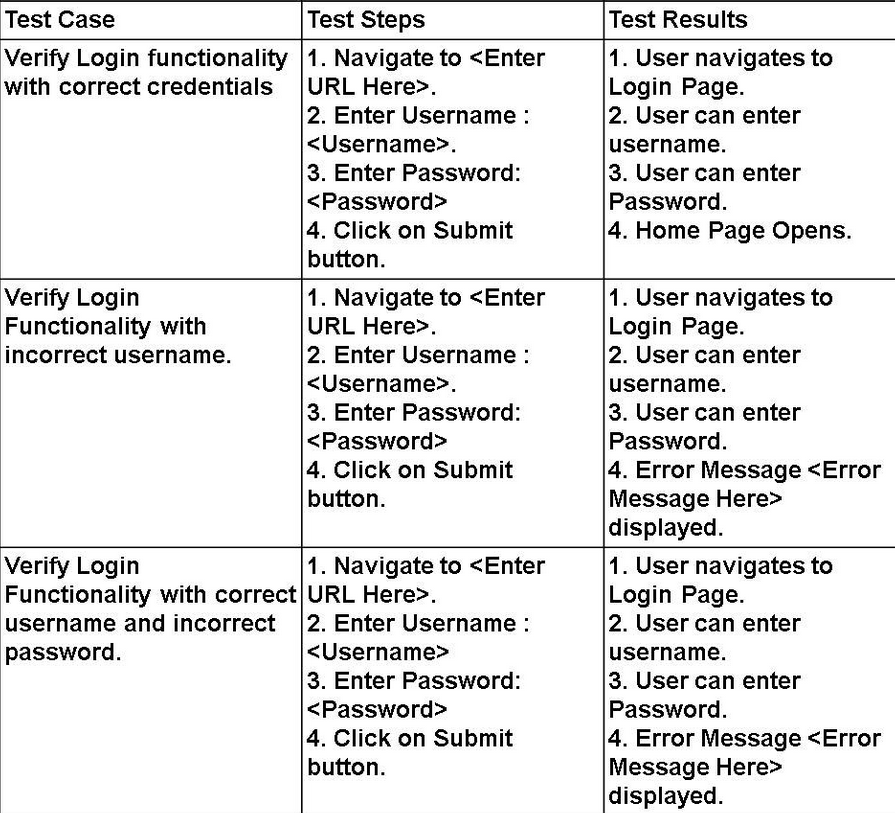 Test Case
Test Steps
Test Results
Verify Login functionality
with correct credentials
1. Navigate to <Enter
URL Here>.
2. Enter Username :
<Username>.
3. Enter Password:
<Password>
4. Click on Submit
button.
1. User navigates to
Login Page.
2. User can enter
username.
3. User can enter
Password.
4. Home Page Opens.
Verify Login
Functionality with
incorrect username.
1. Navigate to <Enter
URL Here>.
2. Enter Username :
<Username>.
3. Enter Password:
<Password>
4. Click on Submit
button.
1. User navigates to
Login Page.
2. User can enter
username.
3. User can enter
Password.
4. Error Message <Error
Message Here>
displayed.
Verify Login
Functionality with correct
username and incorrect
password.
1. Navigate to <Enter
URL Here>.
2. Enter Username :
<Username>
3. Enter Password:
<Password>
4. Click on Submit
button.
1. User navigates to
Login Page.
2. User can enter
username.
3. User can enter
Password.
4. Error Message <Error
Message Here>
displayed.